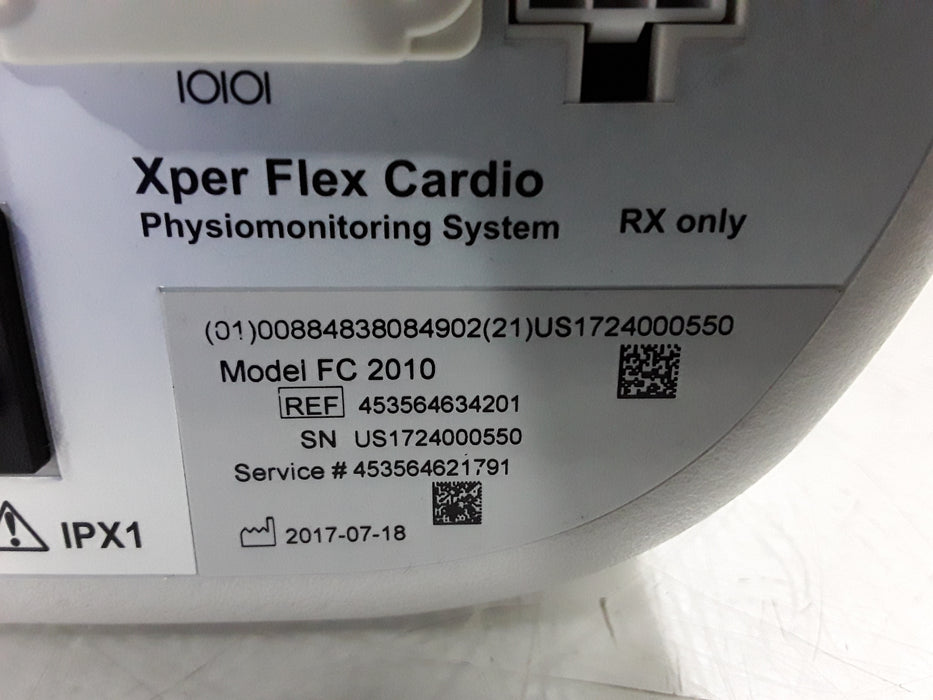 IOIOI
Xper Flex Cardio
Physiomonitoring System
RX only
(01)00884838084902(21)US1724000550
Model FC 2010
REF 453564634201
SN US1724000550
Service # 453564621791
2017-07-18
IPX1